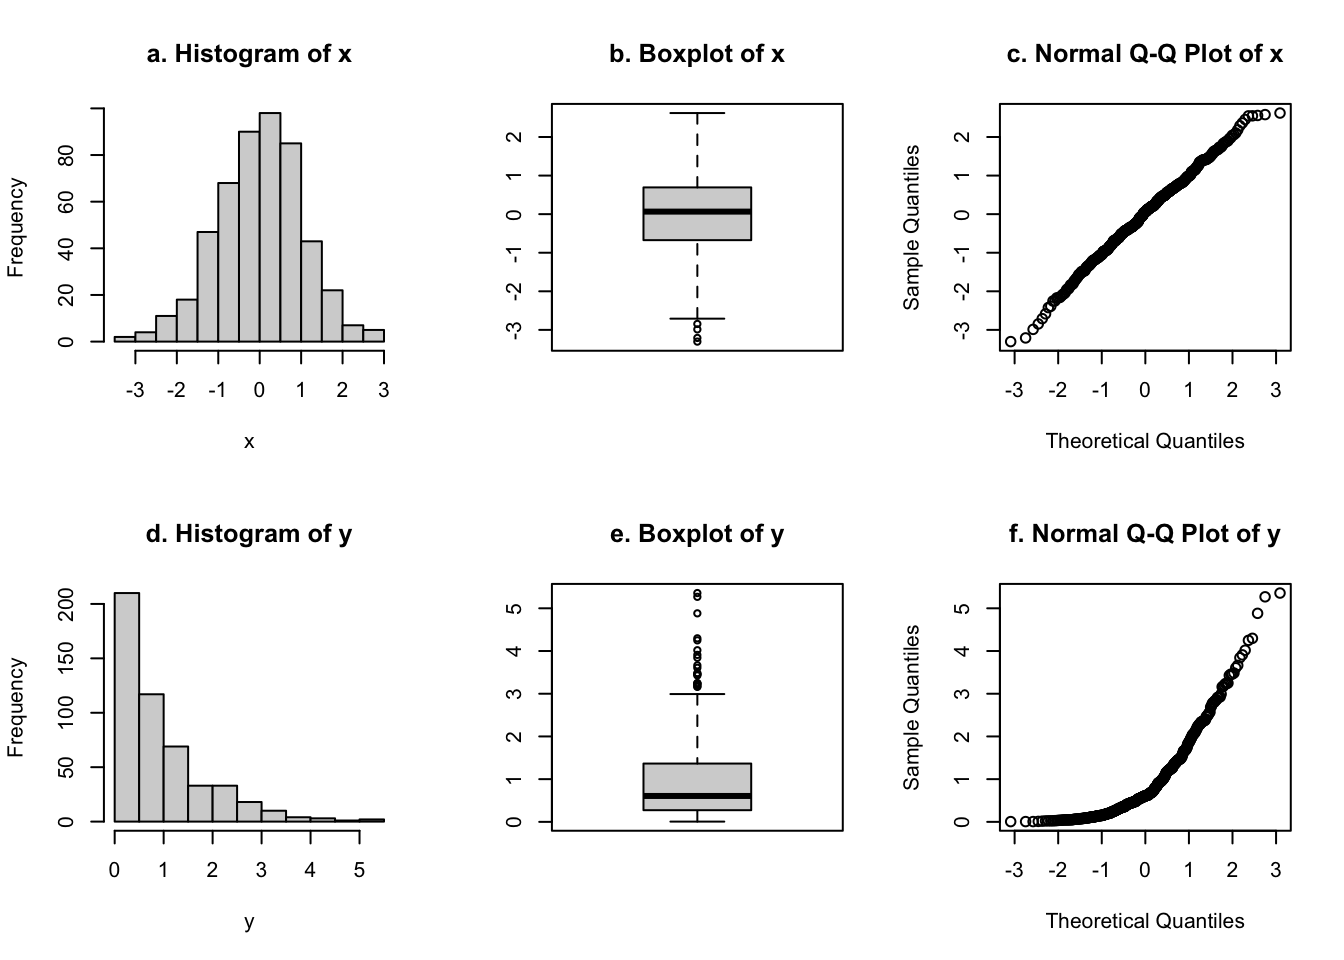 a. Histogram of x
Frequency
0 20 40 60 80
-3 -2 -1 0 1 2 3
x
b. Boxplot of x
-3 -2 -1 0 1 2
c. Normal Q-Q Plot of x
Sample Quantiles
-3 -2 -1 0 1 2
-3 -2 -1 0 1 2 3
Theoretical Quantiles
d. Histogram of y
Frequency
0 50 100 150 200
0 1 2 3 4 5
y
e. Boxplot of y
0 1 2 3 4 5
f. Normal Q-Q Plot of y
Sample Quantiles
0 1 2 3 4 5
-3 -2 -1 0 1 2 3
Theoretical Quantiles